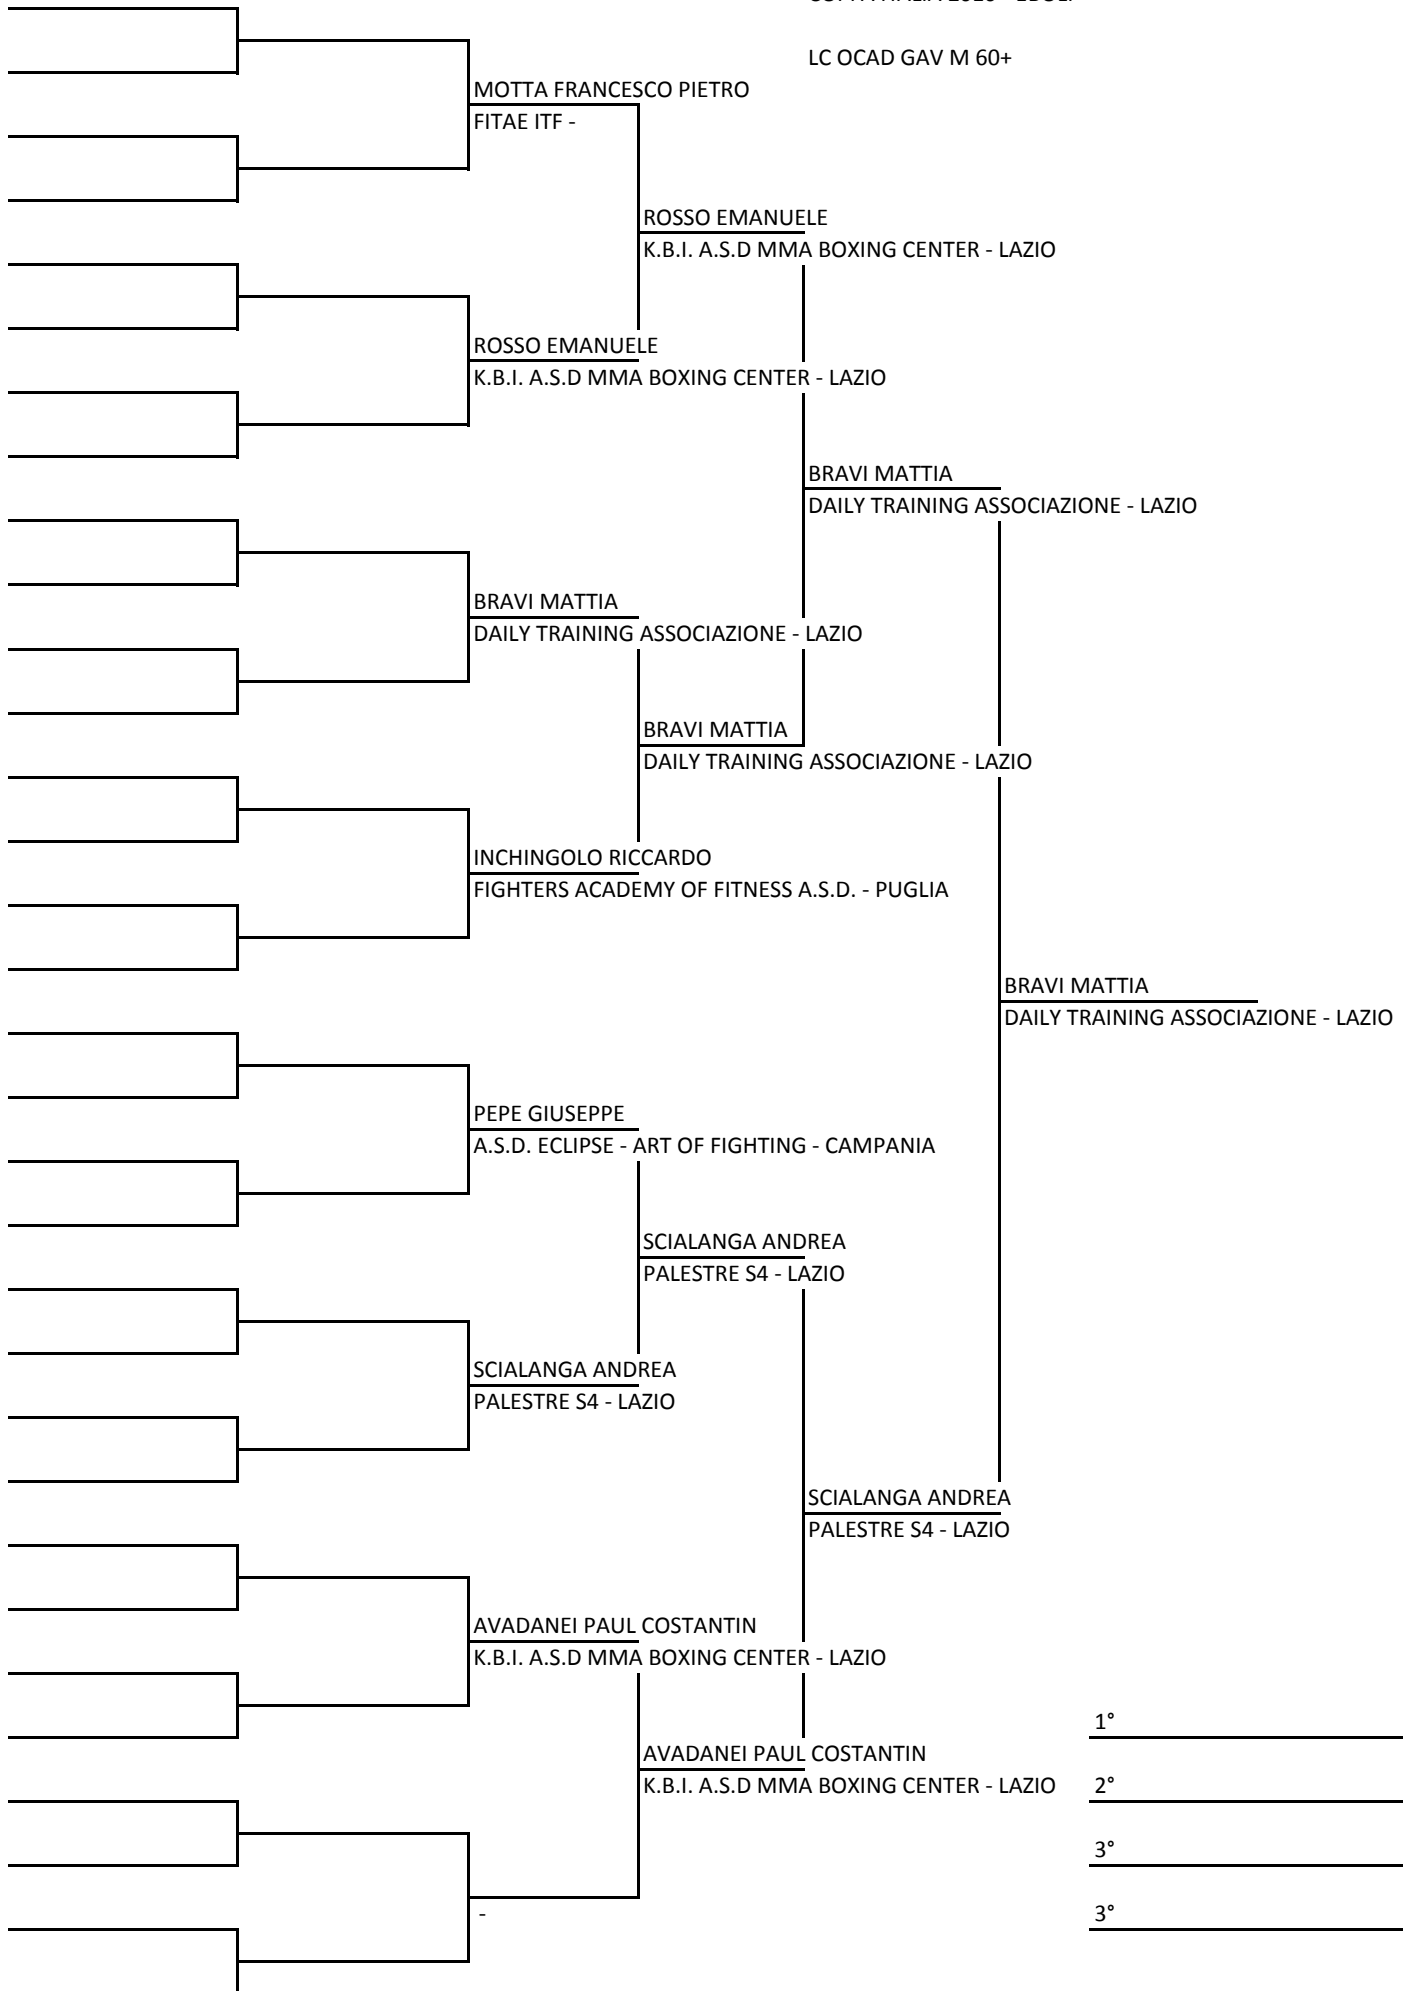 LC OCAD GAV M 60+
MOTTA FRANCESCO PIETRO
FITAE ITF -
ROSSO EMANUELE
K.B.I. A.S.D MMA BOXING CENTER - LAZIO
ROSSO EMANUELE
K.B.I. A.S.D MMA BOXING CENTER - LAZIO
BRAVI MATTIA
DAILY TRAINING ASSOCIAZIONE - LAZIO
BRAVI MATTIA
DAILY TRAINING ASSOCIAZIONE - LAZIO
BRAVI MATTIA
DAILY TRAINING ASSOCIAZIONE - LAZIO
INCHINGOLO RICCARDO
FIGHTERS ACADEMY OF FITNESS A.S.D. - PUGLIA
BRAVI MATTIA
DAILY TRAINING ASSOCIAZIONE - LAZIO
PEPE GIUSEPPE
A.S.D. ECLIPSE - ART OF FIGHTING - CAMPANIA
SCIALANGA ANDREA
PALESTRE S4 - LAZIO
SCIALANGA ANDREA
PALESTRE S4 - LAZIO
SCIALANGA ANDREA
PALESTRE S4 - LAZIO
AVADANEI PAUL COSTANTIN
K.B.I. A.S.D MMA BOXING CENTER - LAZIO
1°
AVADANEI PAUL COSTANTIN
K.B.I. A.S.D MMA BOXING CENTER - LAZIO
2°
3°
-
3°